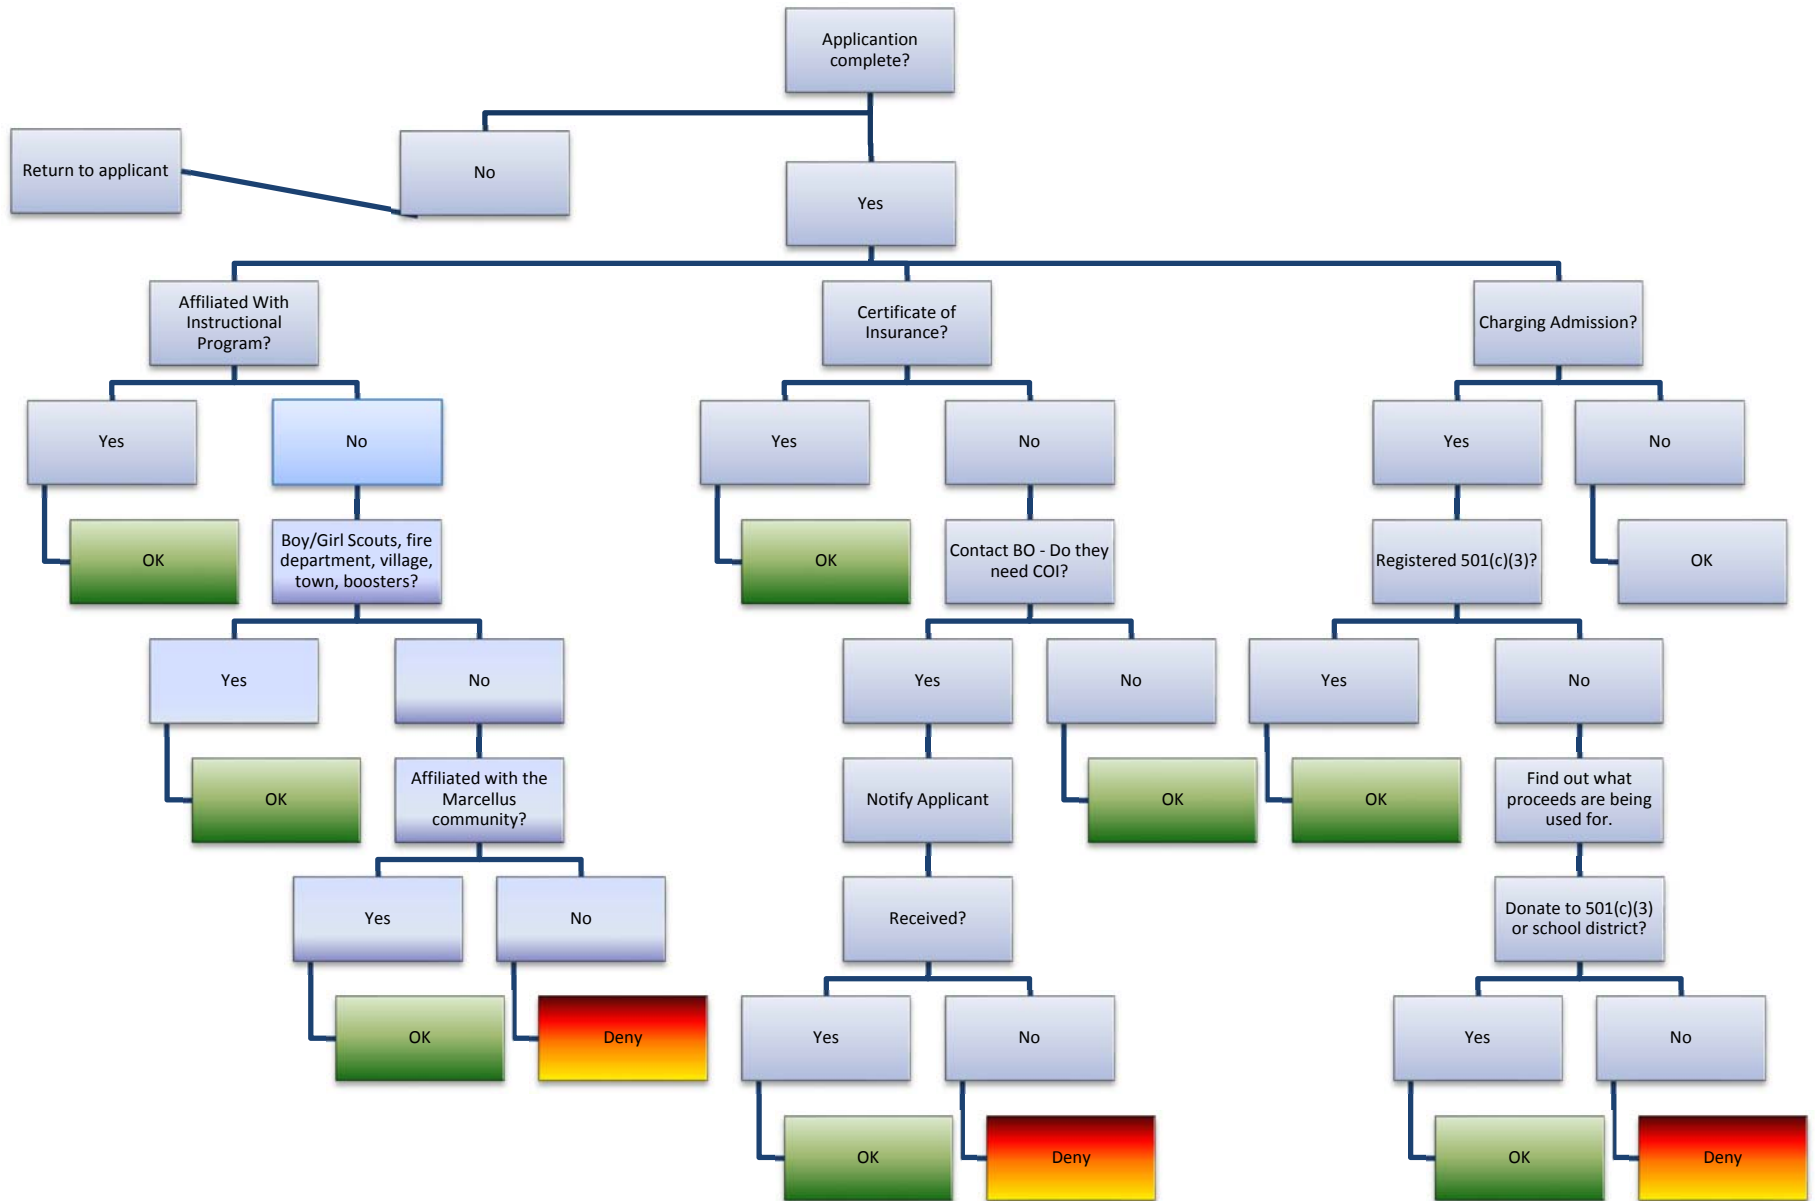 Applicantion
complete?
Return to applicant
No
Yes
Affiliated With
Instructional
Program?
Certificate of
Insurance?
Charging Admission?
Yes
No
Yes
No
Yes
No
OK
Boy/Girl Scouts, fire
department, village,
town, boosters?
OK
Contact BO - Do they
need COI?
Registered 501(c)(3)?
OK
Yes
No
Yes
No
Yes
No
OK
Affiliated with the
Marcellus
community?
Notify Applicant
OK
OK
Find out what
proceeds are being
used for.
Yes
No
Received?
Donate to 501(c)(3)
or school district?
OK
Deny
Yes
No
Yes
No
OK
Deny
OK
Deny